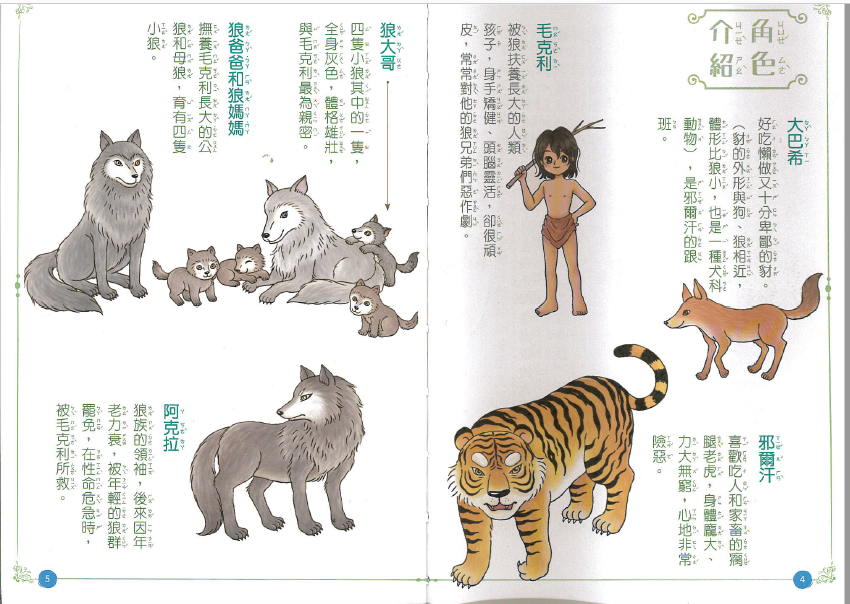 角色
介紹
大巴希
好吃懶做又十分卑鄙的豺。
（豺的外形與狗、狼相近，
體形比狼小，也是一種犬科
動物），是邪爾汗的跟
班。
邪爾汗
喜歡吃人和家畜的瘸
腿老虎，身體龐大、
力大無窮，心地非常
險惡。
毛克利
被狼扶養長大的人類
孩子，身手矯健、頭腦靈活，卻很頑
皮，常常對他的狼兄弟們惡作劇。
4
狼大哥
四隻小狼其中的一隻，
全身灰色，體格雄壯，
與毛克利最為親密。
狼爸爸和狼媽媽
撫養毛克利長大的公
狼和母狼，育有四隻
小狼。
阿克拉
狼族的領袖，後來因年
老力衰，被年輕的狼群
罷免，在性命危急時，
被毛克利所救。
5